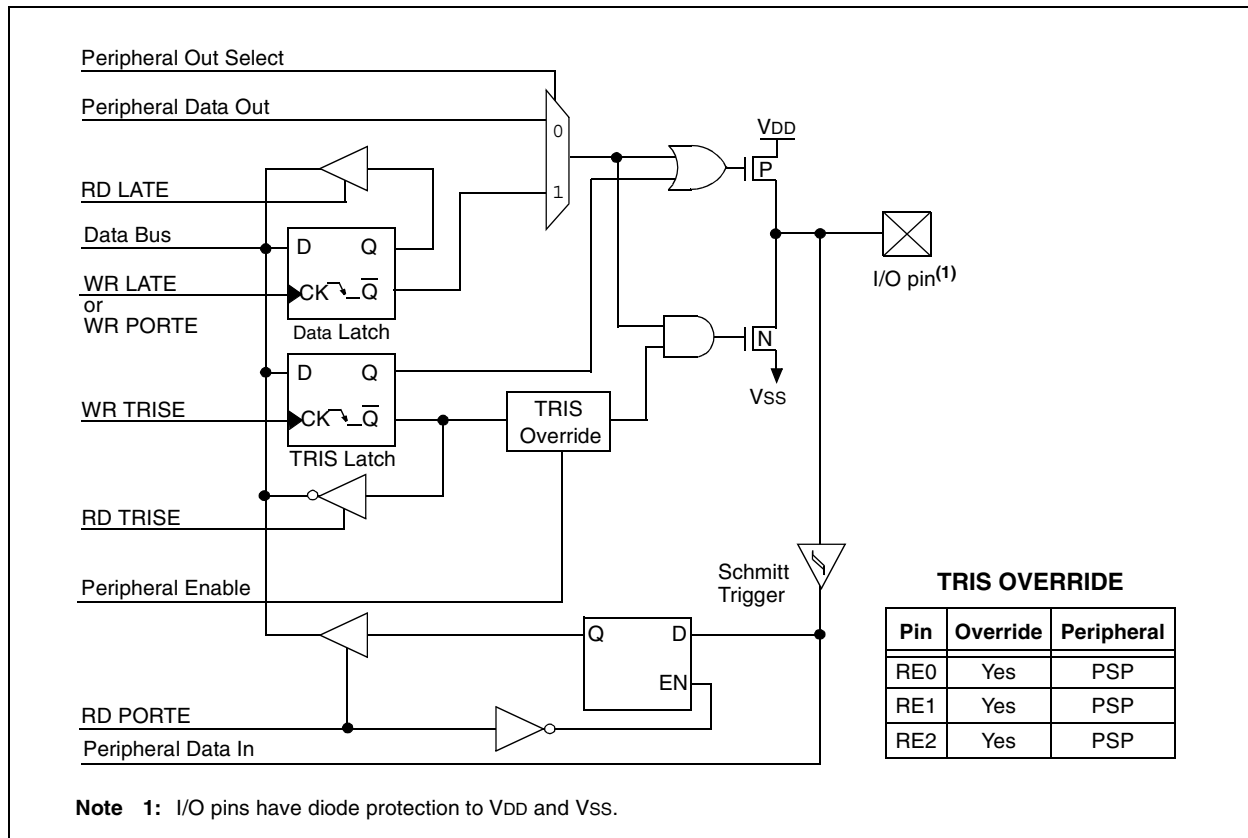 Peripheral Out Select
Peripheral Data Out
0
1
VDD
P
RD LATE
Data Bus
D Q
WR LATE
or
WR PORTE
CK Q̅
Data Latch
I/O pin(1)
N
VSS
D Q
WR TRISE
CK Q̅
TRIS Latch
TRIS
Override
RD TRISE
Peripheral Enable
Schmitt
Trigger
Q D
EN
RD PORTE
Peripheral Data In
TRIS OVERRIDE
Pin Override Peripheral
RE0 Yes PSP
RE1 Yes PSP
RE2 Yes PSP
Note 1: I/O pins have diode protection to VDD and VSS.